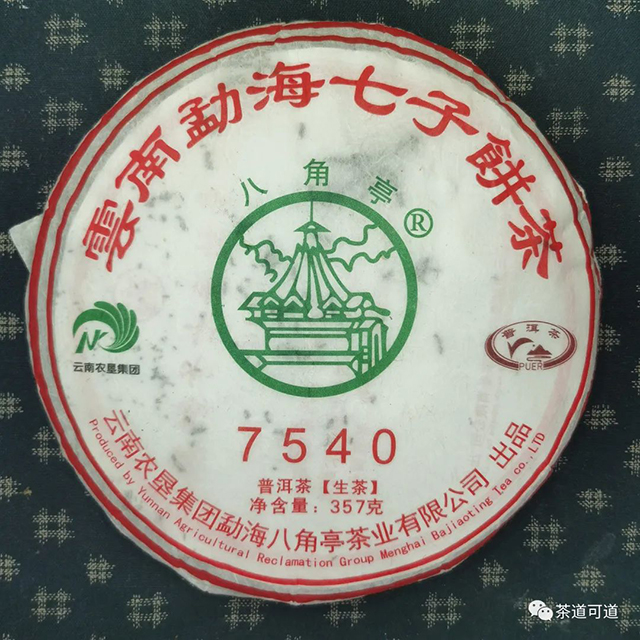 雲南勐海七子餅茶
八角亭®
NK
云南农垦集团
普洱茶
PUER
7540
普洱茶【生茶】
净含量：357克
云南农垦集团勐海八角亭茶业有限公司 出品
Produced by Yunnan Agricultural Reclamation Group Menghai Bajiaoting Tea co., LTD
茶道可道